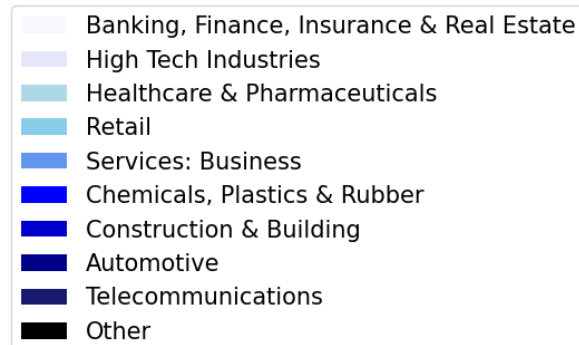 Banking, Finance, Insurance & Real Estate
High Tech Industries
Healthcare & Pharmaceuticals
Retail
Services: Business
Chemicals, Plastics & Rubber
Construction & Building
Automotive
Telecommunications
Other